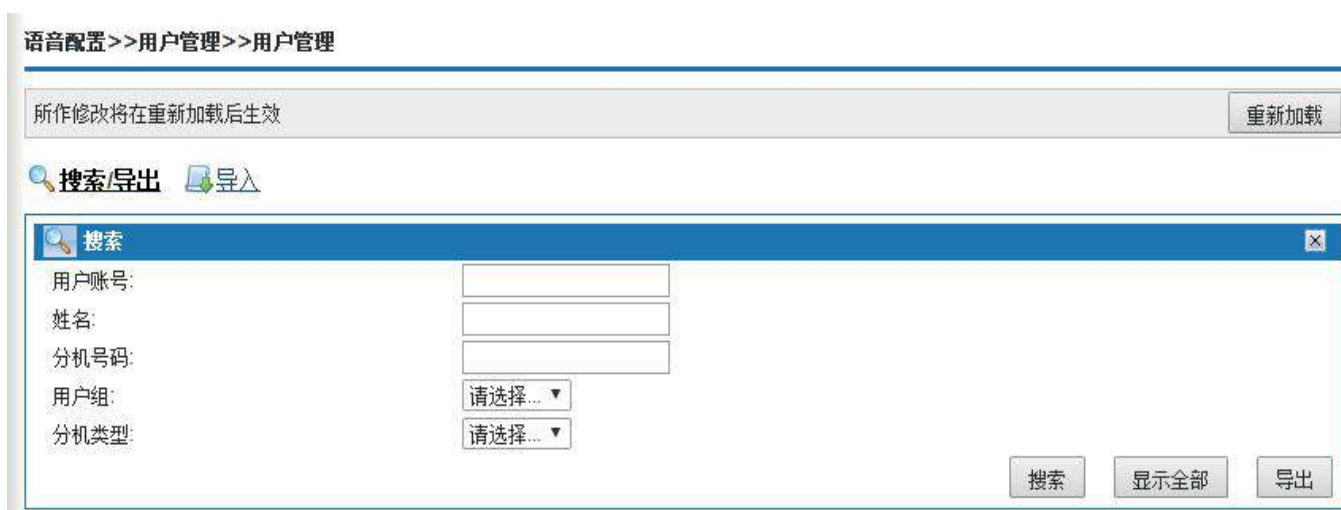 语音配置>>用户管理>>用户管理
所作修改将在重新加载后生效 重新加载
搜索/导出 导入
搜索
用户账号:
姓名:
分机号码:
用户组: 请选择...
分机类型: 请选择...
搜索 显示全部 导出